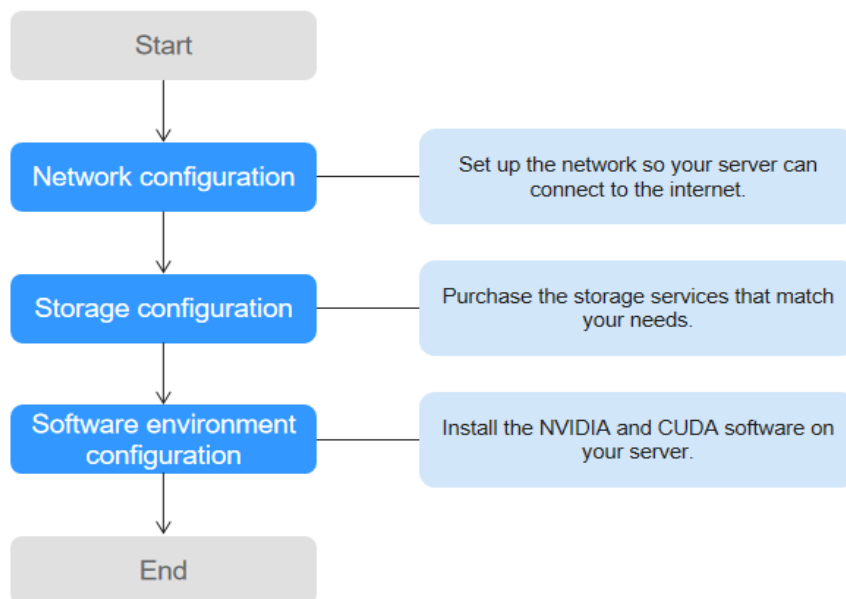 Start
Network configuration
Set up the network so your server can
connect to the internet.
Storage configuration
Purchase the storage services that match
your needs.
Software environment
configuration
Install the NVIDIA and CUDA software on
your server.
End